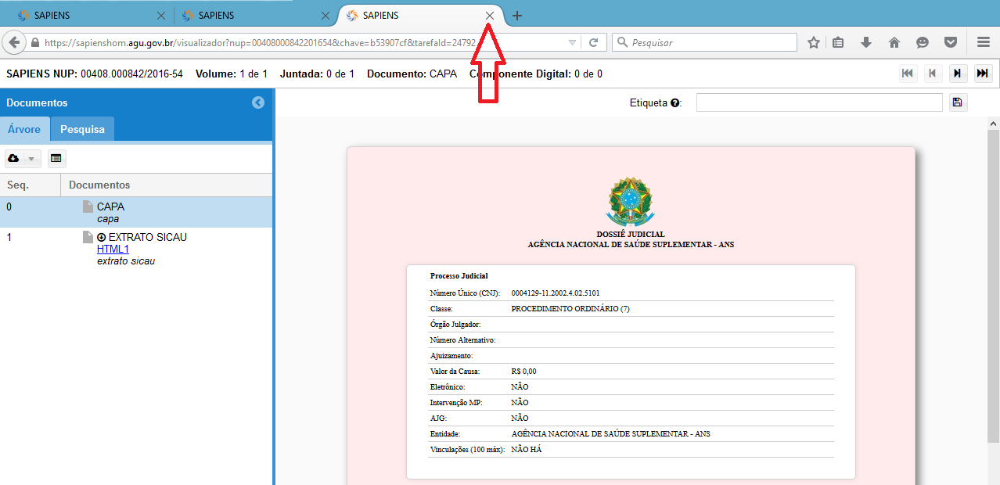 SAPIENS
SAPIENS
SAPIENS
https://sapienshom.agu.gov.br/visualizador?nup=00408000842201654&chave=b53907cf&tarefaId=24792
Pesquisar
SAPIENS NUP: 00408.000842/2016-54 Volume: 1 de 1 Juntada: 0 de 1 Documento: CAPA Componente Digital: 0 de 0
Documentos
Etiqueta ?:
Árvore Pesquisa
Seq. Documentos
0 CAPA
capa
1 EXTRATO SICAU
HTML1
extrato sicau
DOSSIÊ JUDICIAL
AGÊNCIA NACIONAL DE SAÚDE SUPLEMENTAR - ANS
Processo Judicial
Número Único (CNJ): 0004129-11.2002.4.02.5101
Classe: PROCEDIMENTO ORDINÁRIO (7)
Órgão Julgador:
Número Alternativo:
Ajuizamento:
Valor da Causa: R$ 0,00
Eletrônico: NÃO
Intervenção MP: NÃO
AJG: NÃO
Entidade: AGÊNCIA NACIONAL DE SAÚDE SUPLEMENTAR - ANS
Vinculações (100 máx): NÃO HÁ